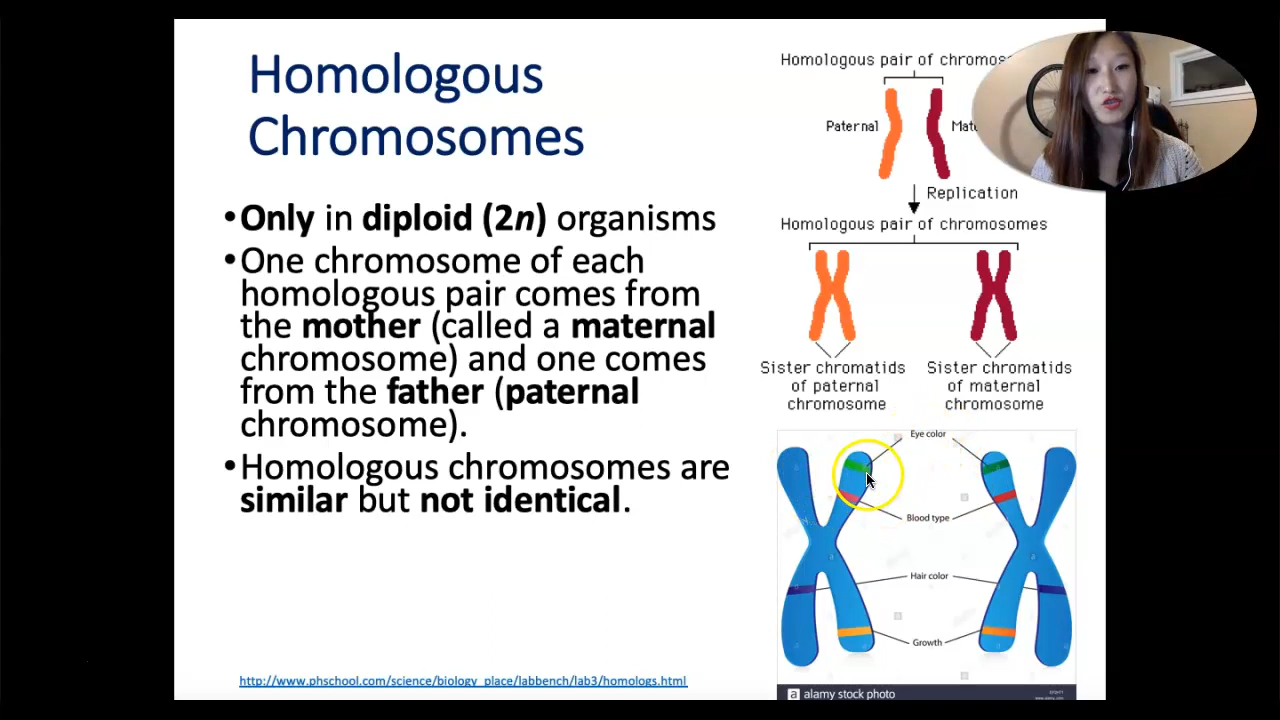 Homologous
Chromosomes
•Only in diploid (2n) organisms
•One chromosome of each
homologous pair comes from
the mother (called a maternal
chromosome) and one comes
from the father (paternal
chromosome).
•Homologous chromosomes are
similar but not identical.
http://www.phschool.com/science/biology_place/labbench/lab3/homologs.html
Homologous pair of
Paternal
Replication
Homologous pair of chromosomes
Sister chromatids
of paternal
chromosome
Sister chromatids
of maternal
chromosome
Eye color
Blood type
Hair color
Growth
a alamy stock photo